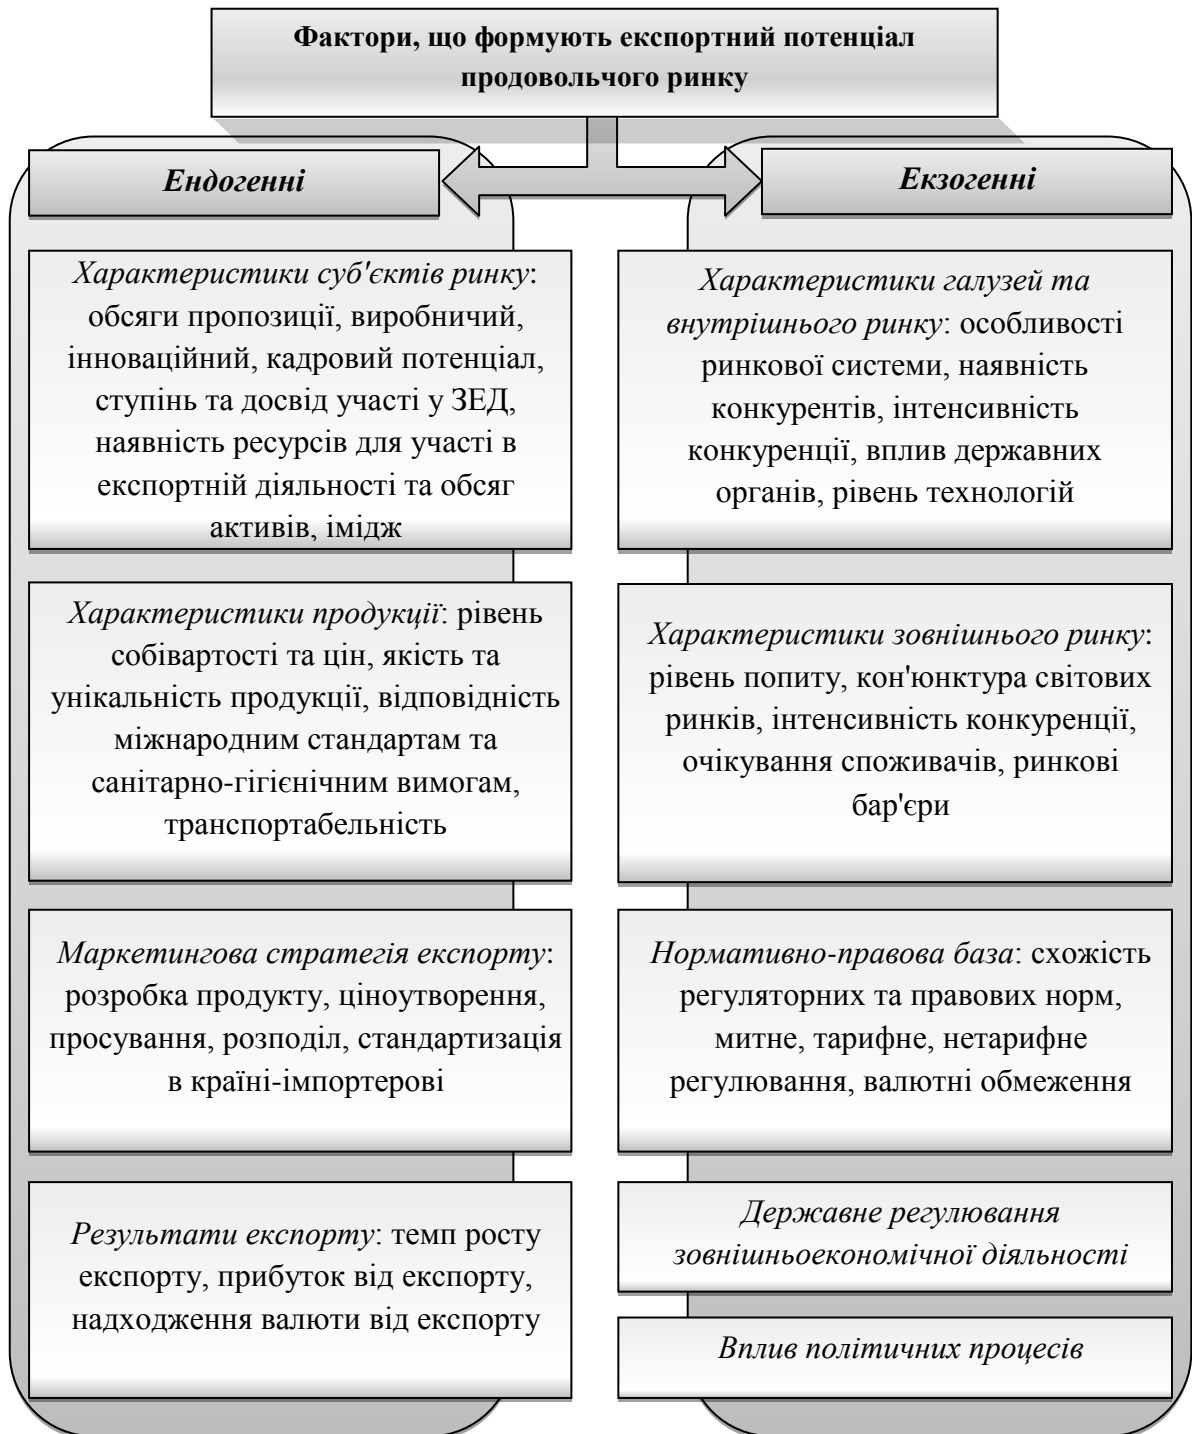 Фактори, що формують експортний потенціал
продовольчого ринку
Ендогенні
Характеристики суб'єктів ринку:
обсяги пропозиції, виробничий,
інноваційний, кадровий потенціал,
ступінь та досвід участі у ЗЕД,
наявність ресурсів для участі в
експортній діяльності та обсяг
активів, імідж
Характеристики продукції: рівень
собівартості та цін, якість та
унікальність продукції, відповідність
міжнародним стандартам та
санітарно-гігієнічним вимогам,
транспортабельність
Маркетингова стратегія експорту:
розробка продукту, ціноутворення,
просування, розподіл, стандартизація
в країні-імпортерові
Результати експорту: темп росту
експорту, прибуток від експорту,
надходження валюти від експорту
Екзогенні
Характеристики галузей та
внутрішнього ринку: особливості
ринкової системи, наявність
конкурентів, інтенсивність
конкуренції, вплив державних
органів, рівень технологій
Характеристики зовнішнього ринку:
рівень попиту, кон'юнктура світових
ринків, інтенсивність конкуренції,
очікування споживачів, ринкові
бар'єри
Нормативно-правова база: схожість
регуляторних та правових норм,
митне, тарифне, нетарифне
регулювання, валютні обмеження
Державне регулювання
зовнішньоекономічної діяльності
Вплив політичних процесів